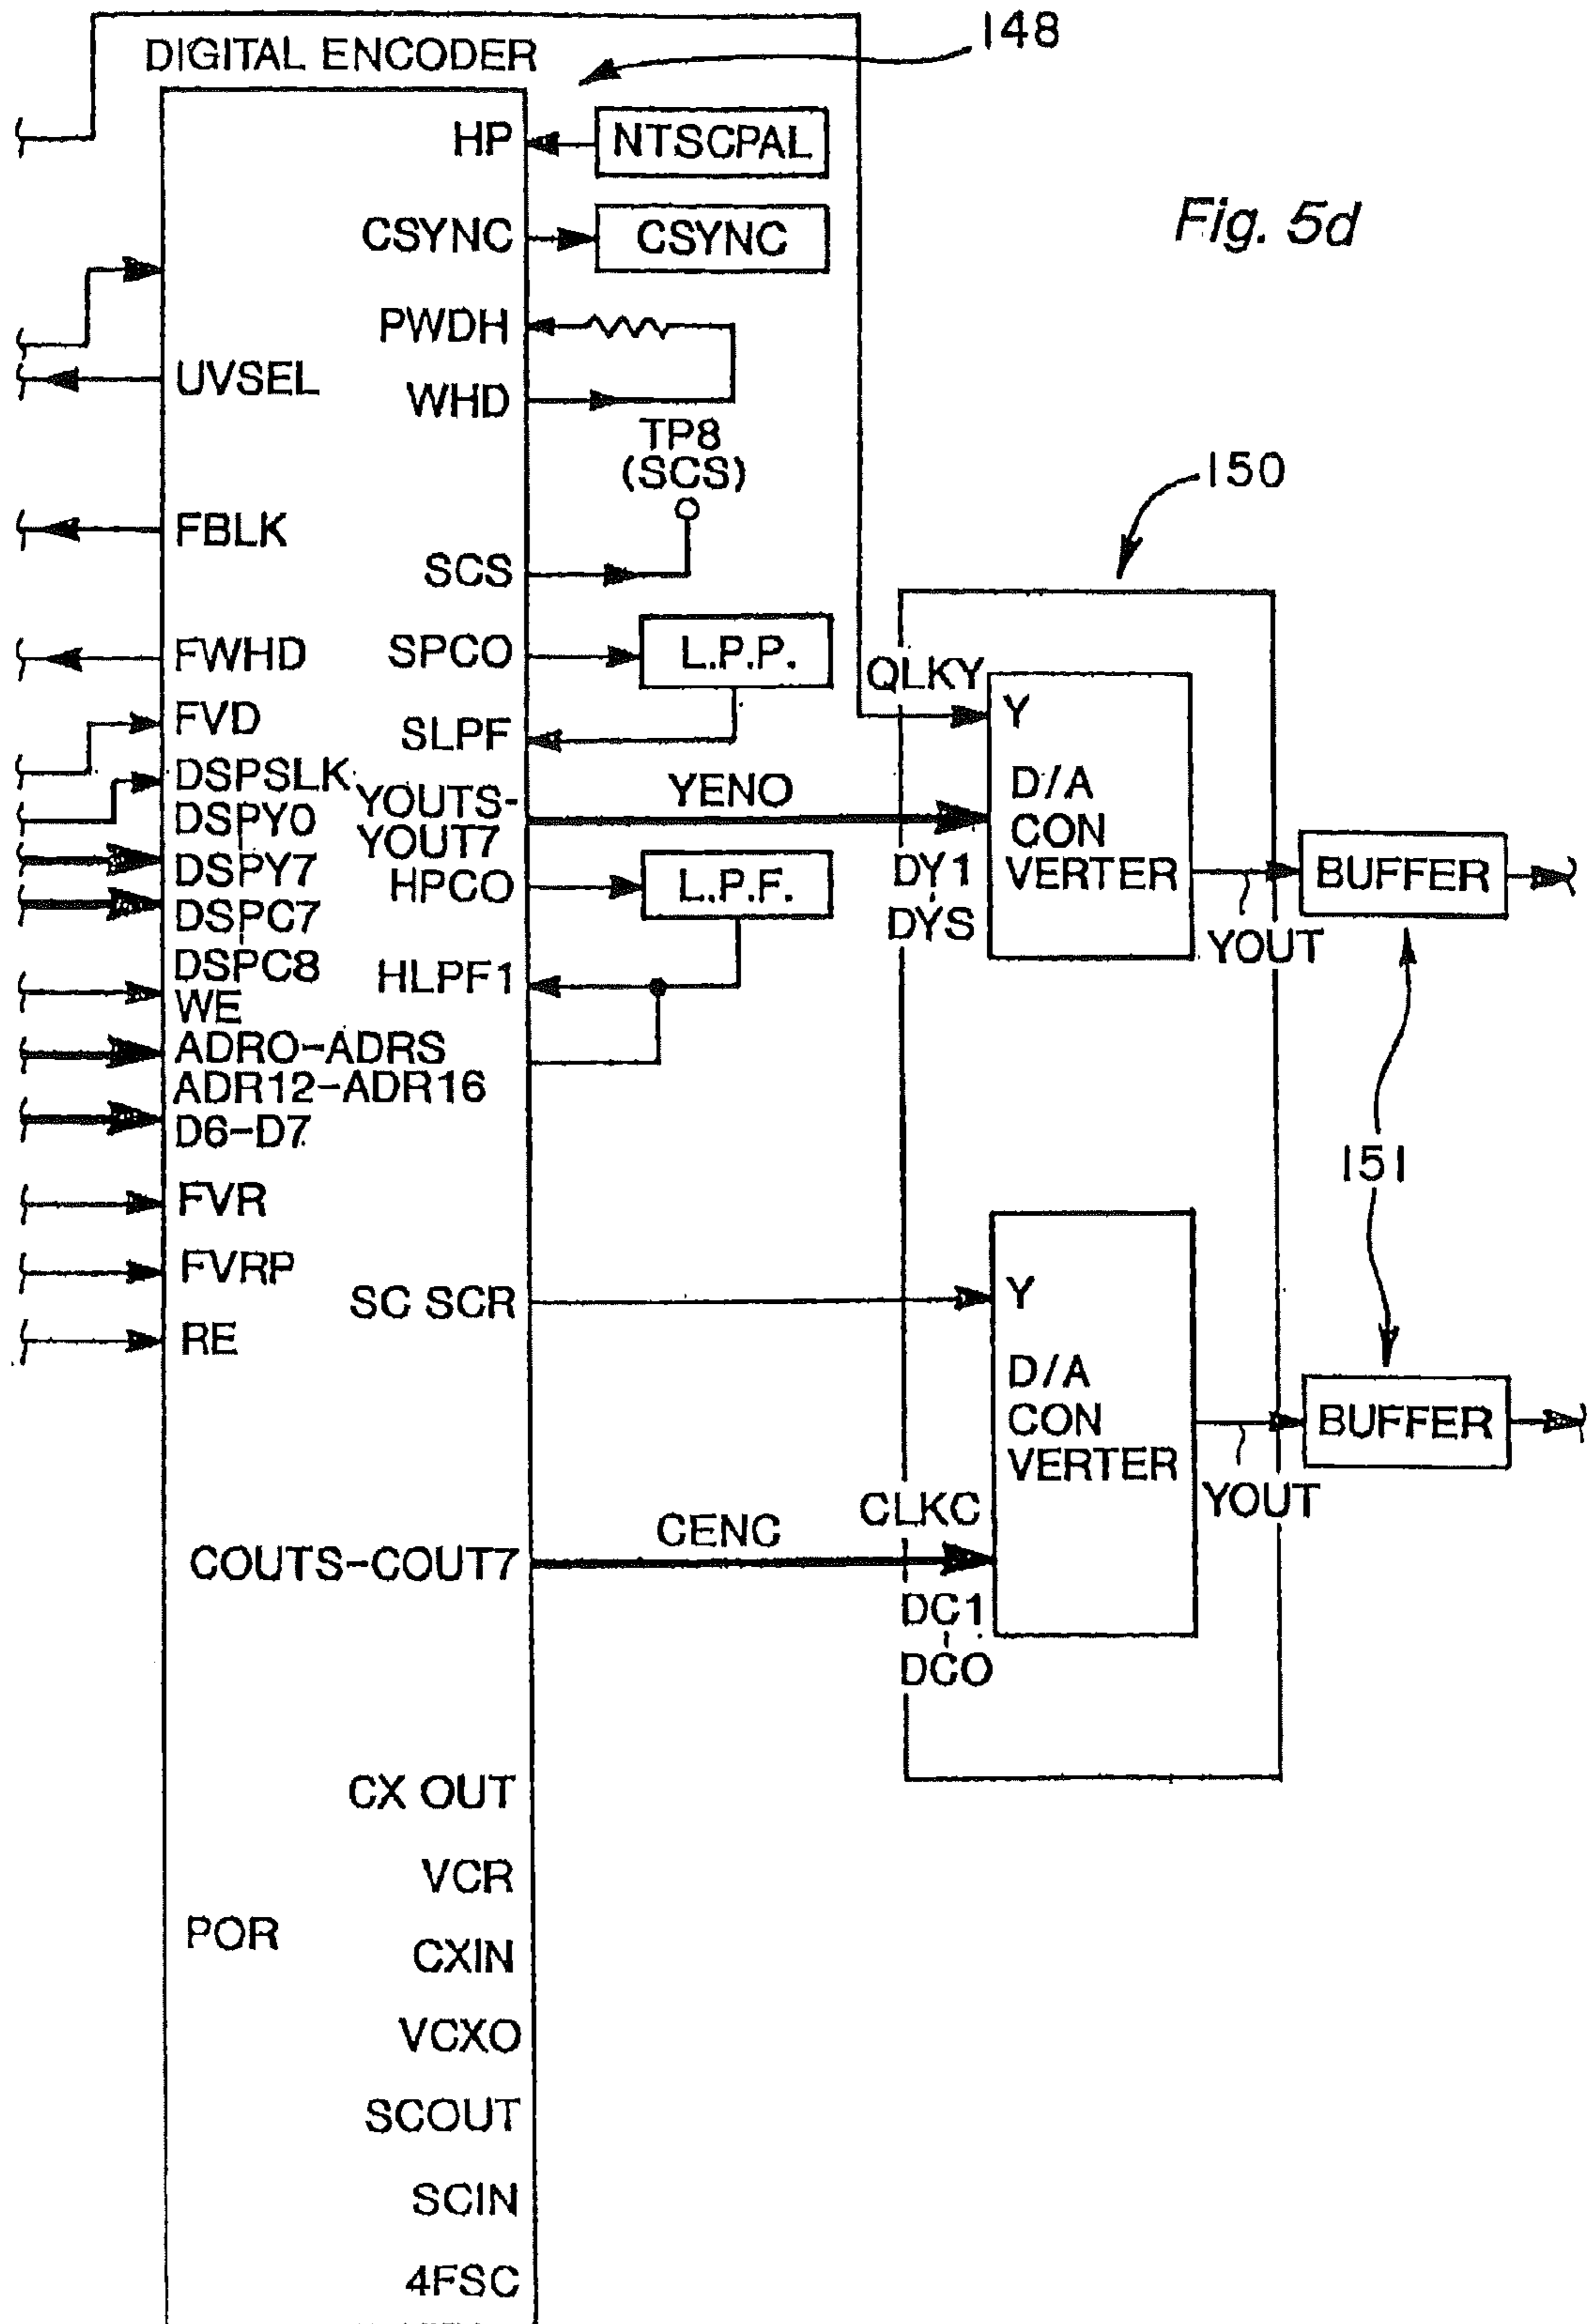 148
DIGITAL ENCODER
HP
NTSCPAL
Fig. 5d
CSYNC
CSYNC
PWDH
UVSEL
WHD
TP8
(SCS)
150
FBLK
SCS
FWHD
SPCO
L.P.P.
QLKY
FVD
SLPF
Y
DSPSLK
YOUTS-
YOUT7
YENO
D/A
CON
VERTER
DSPY0
DSPY7
HPCO
L.P.F.
DY1
DYS
BUFFER
DSPC7
YOUT
DSPC8
HLPF1
WE
ADRO-ADRS
ADR12-ADR16
D6-D7
151
FVR
FVRP
SC SCR
Y
RE
D/A
CON
VERTER
BUFFER
YOUT
CLKC
CENC
COUTS-COUT7
DC1
DCO
CX OUT
VCR
POR
CXIN
VCXO
SCOUT
SCIN
4FSC